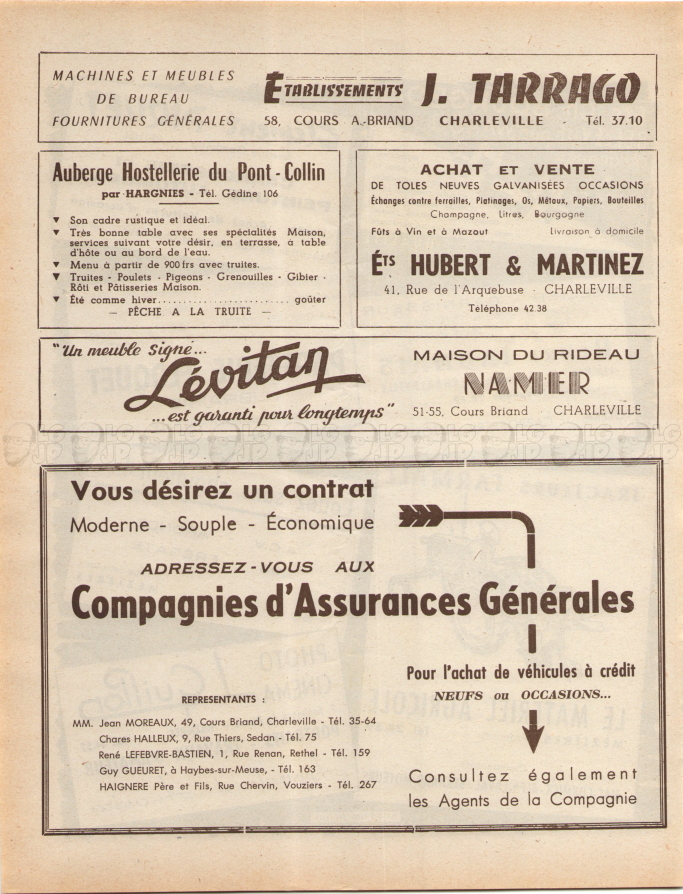 MACHINES ET MEUBLES
DE BUREAU
FOURNITURES GÉNÉRALES
ÉTABLISSEMENTS J. TARRAGO
58, COURS A.-BRIAND CHARLEVILLE - Tél. 37.10
Auberge Hostellerie du Pont-Collin
par HARGNIES - Tél. Gédine 106
▼ Son cadre rustique et idéal.
▼ Très bonne table avec ses spécialités Maison,
services suivant votre désir, en terrasse, à table
d'hôte ou au bord de l'eau.
▼ Menu à partir de 900 frs avec truites.
▼ Truites - Poulets - Pigeons - Grenouilles - Gibier -
Rôti et Pâtisseries Maison.
▼ Été comme hiver........................ goûter
— PÊCHE A LA TRUITE —
ACHAT ET VENTE
DE TOLES NEUVES GALVANISÉES OCCASIONS
Échanges contre ferrailles, Platinages, Os, Métaux, Papiers, Bouteilles
Champagne, Litres, Bourgogne
Fûts à Vin et à Mazout Livraison à domicile
Éts HUBERT & MARTINEZ
41, Rue de l'Arquebuse - CHARLEVILLE
Téléphone 42.38
"Un meuble Signé...
Lévitan
...est garanti pour longtemps"
MAISON DU RIDEAU
NAMER
51-55, Cours Briand - CHARLEVILLE
Vous désirez un contrat
Moderne - Souple - Économique
ADRESSEZ-VOUS AUX
Compagnies d'Assurances Générales
REPRESENTANTS :
MM. Jean MOREAUX, 49, Cours Briand, Charleville - Tél. 35-64
Chares HALLEUX, 9, Rue Thiers, Sedan - Tél. 75
René LEFEBVRE-BASTIEN, 1, Rue Renan, Rethel - Tél. 159
Guy GUEURET, à Haybes-sur-Meuse, - Tél. 163
HAIGNERE Père et Fils, Rue Chervin, Vouziers - Tél. 267
Pour l'achat de véhicules à crédit
NEUFS ou OCCASIONS...
Consultez également
les Agents de la Compagnie